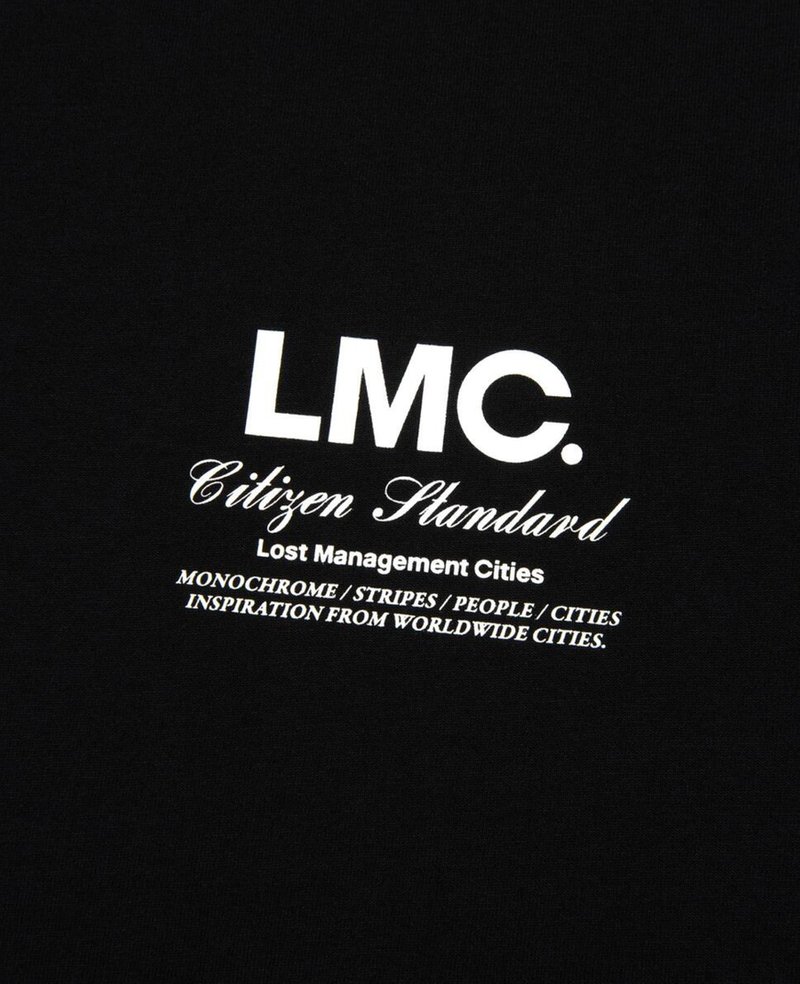 LMC.
Citizen Standard
Lost Management Cities
MONOCHROME / STRIPES / PEOPLE / CITIES
INSPIRATION FROM WORLDWIDE CITIES.